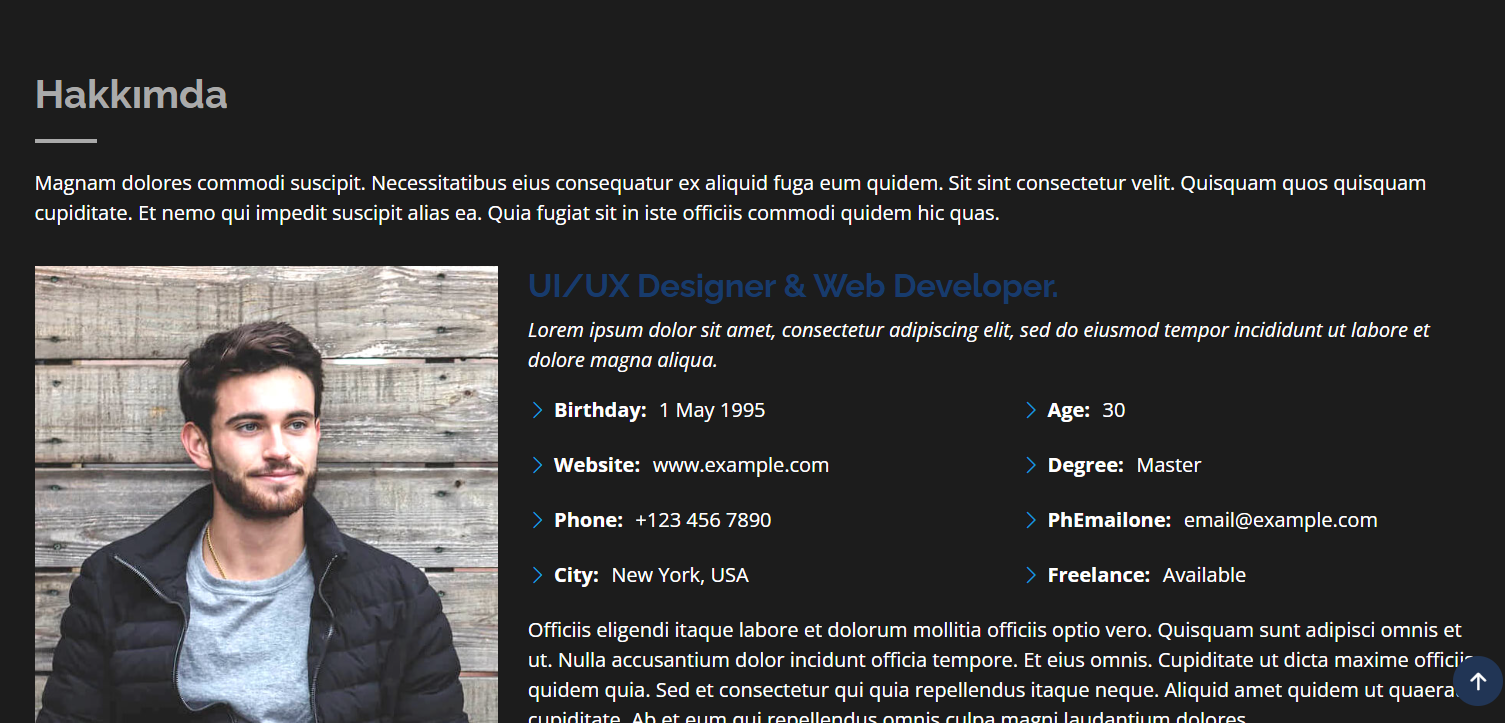 Hakkımda
Magnam dolores commodi suscipit. Necessitatibus eius consequatur ex aliquid fuga eum quidem. Sit sint consectetur velit. Quisquam quos quisquam
cupiditate. Et nemo qui impedit suscipit alias ea. Quia fugiat sit in iste officiis commodi quidem hic quas.
UI/UX Designer & Web Developer.
Lorem ipsum dolor sit amet, consectetur adipiscing elit, sed do eiusmod tempor incididunt ut labore et
dolore magna aliqua.
Birthday: 1 May 1995
Age: 30
Website: www.example.com
Degree: Master
Phone: +123 456 7890
PhEmailone: email@example.com
City: New York, USA
Freelance: Available
Officiis eligendi itaque labore et dolorum mollitia officiis optio vero. Quisquam sunt adipisci omnis et
ut. Nulla accusantium dolor incidunt officia tempore. Et eius omnis. Cupiditate ut dicta maxime officiis
quidem quia. Sed et consectetur qui quia repellendus itaque neque. Aliquid amet quidem ut quaerat
cupiditate. Ab et eum qui repellendus omnis culpa magni laudantium dolores.